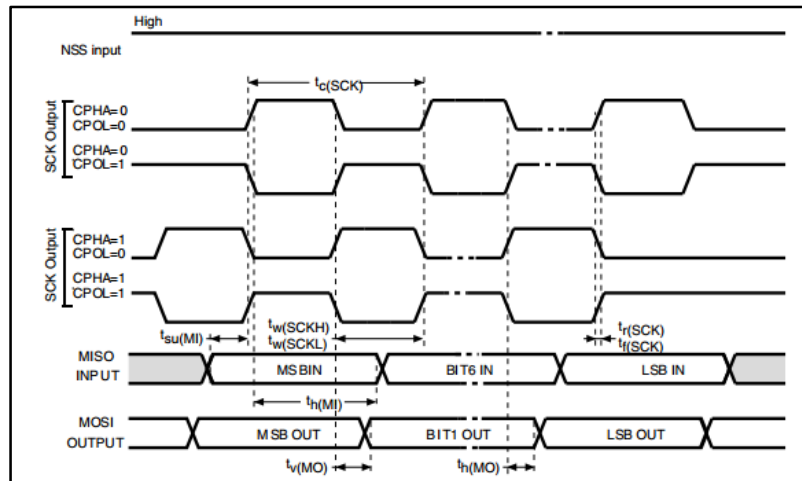 High
NSS input
tc(SCK)
SCK Output
CPHA=0
CPOL=0
CPHA=0
CPOL=1
SCK Output
CPHA=1
CPOL=0
CPHA=1
CPOL=1
tsu(MI)
tw(SCKH)
tw(SCKL)
tr(SCK)
tf(SCK)
MISO
INPUT
MSBIN
BIT6 IN
LSB IN
th(MI)
MOSI
OUTPUT
MSB OUT
BIT1 OUT
LSB OUT
tv(MO)
th(MO)